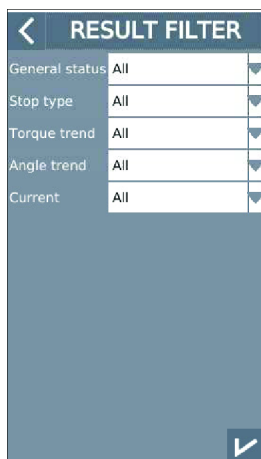 RESULT FILTER
General status All
Stop type All
Torque trend All
Angle trend All
Current All